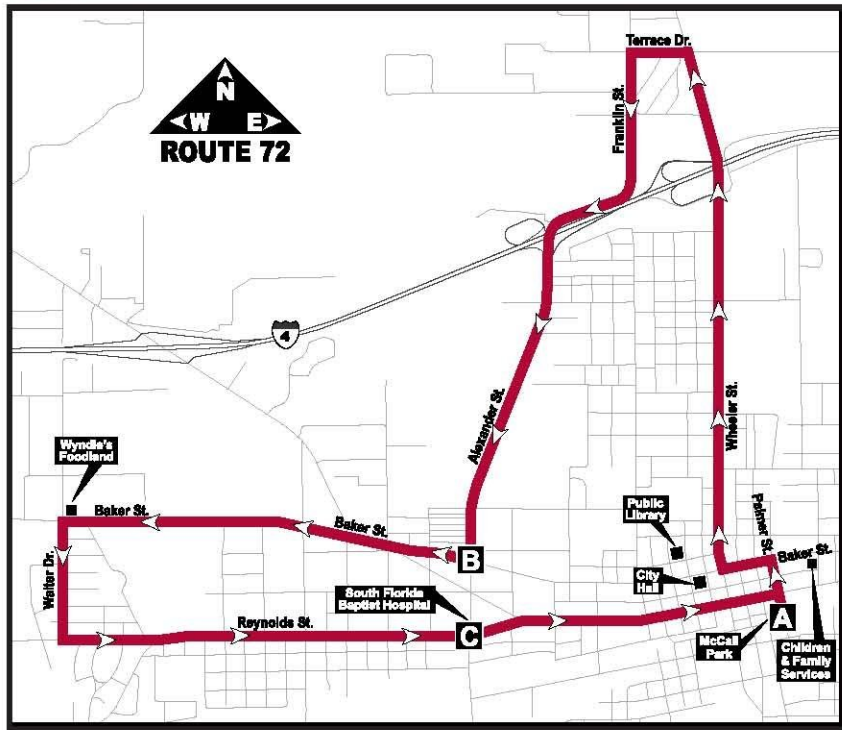 Terrace Dr.
Franklin St.
N
W E
ROUTE 72
4
Alexander St.
Wheeler St.
Wyndle's
Foodland
Baker St.
Baker St.
Public
Library
Palmer St.
Baker St.
B
City
Hall
South Florida
Baptist Hospital
Walter Dr.
Reynolds St.
C
A
McCall
Park
Children
& Family
Services